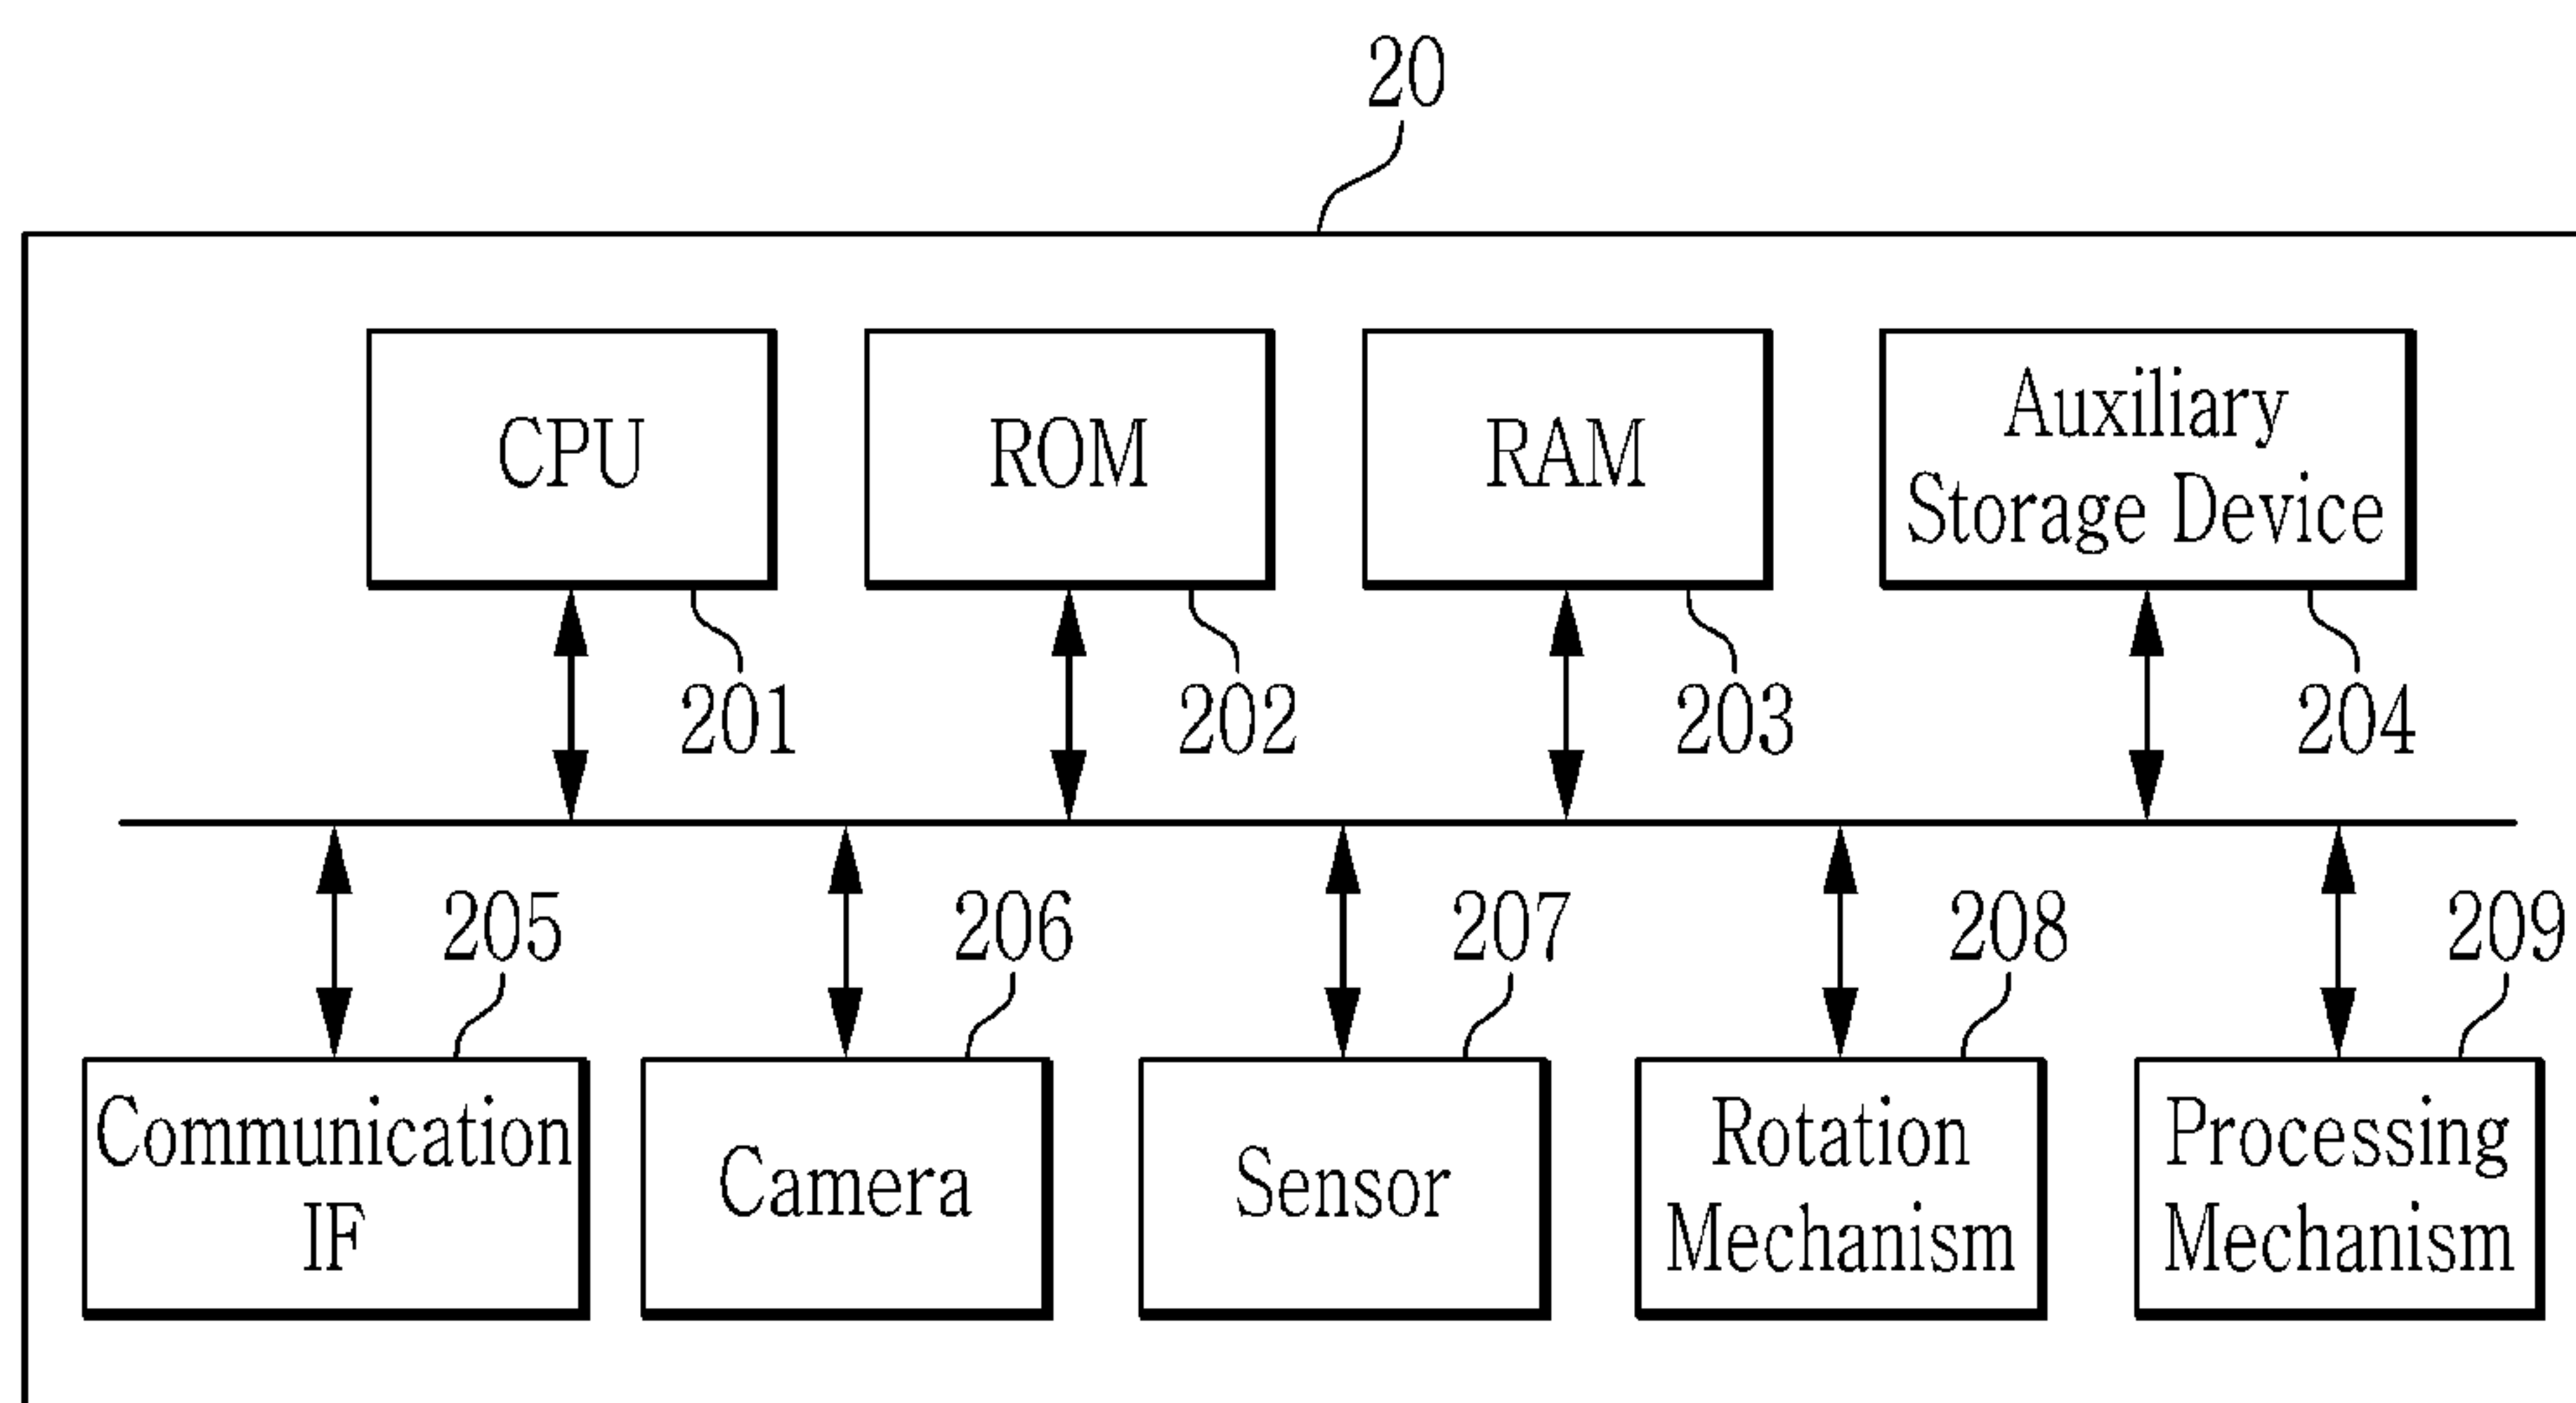 20
CPU
ROM
RAM
Auxiliary
Storage Device
201
202
203
204
205
206
207
208
209
Communication
IF
Camera
Sensor
Rotation
Mechanism
Processing
Mechanism